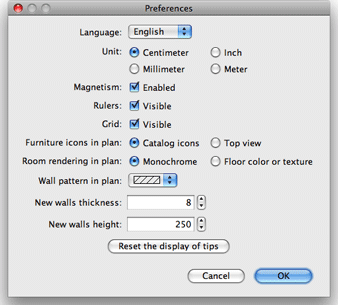 Preferences
Language: English
Unit: Centimeter Inch
Millimeter Meter
Magnetism: Enabled
Rulers: Visible
Grid: Visible
Furniture icons in plan: Catalog icons Top view
Room rendering in plan: Monochrome Floor color or texture
Wall pattern in plan:
New walls thickness: 8
New walls height: 250
Reset the display of tips
Cancel OK